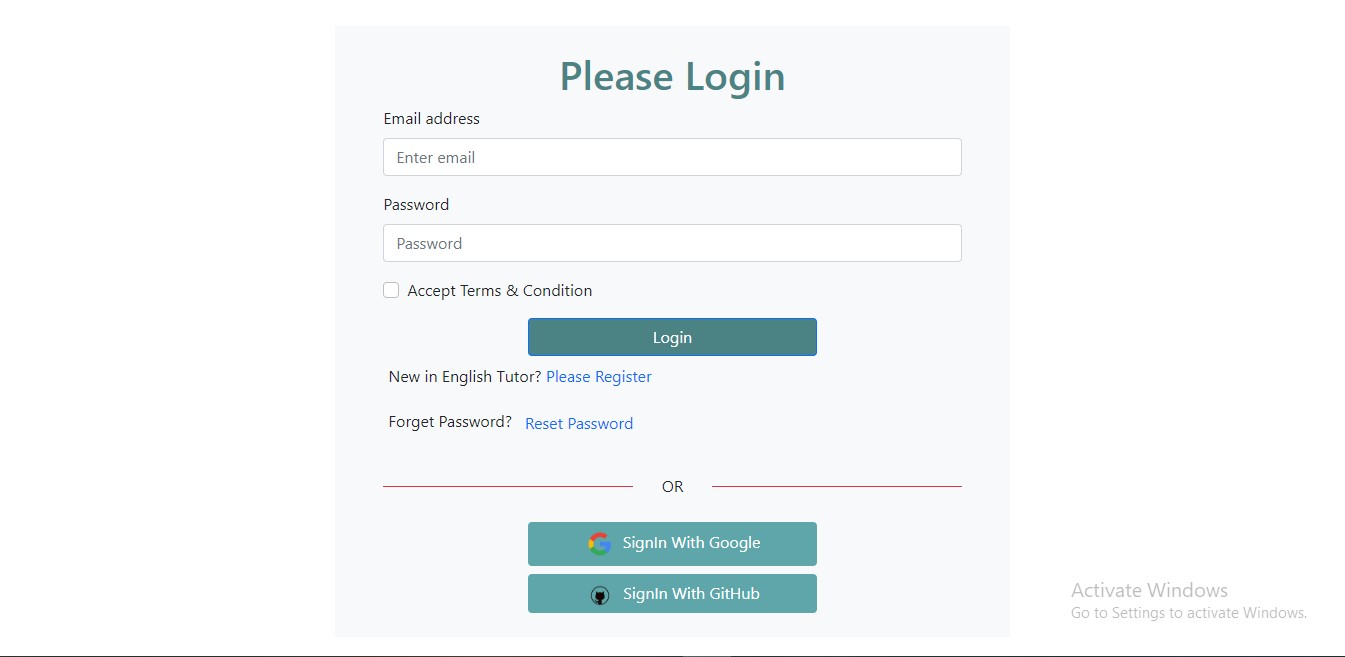 Please Login
Email address
Enter email
Password
Password
Accept Terms & Condition
Login
New in English Tutor? Please Register
Forget Password? Reset Password
OR
SignIn With Google
SignIn With GitHub
Activate Windows
Go to Settings to activate Windows.